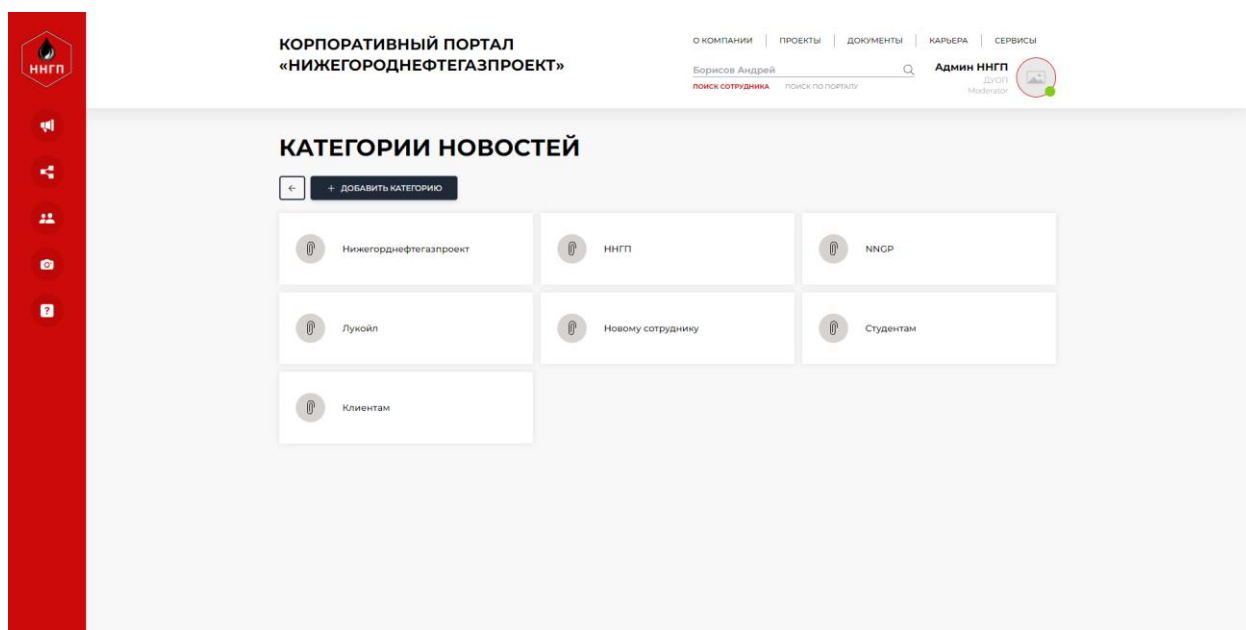 ННГП
КОРПОРАТИВНЫЙ ПОРТАЛ
«НИЖЕГОРОДНЕФТЕГАЗПРОЕКТ»
О КОМПАНИИ
ПРОЕКТЫ
ДОКУМЕНТЫ
КАРЬЕРА
СЕРВИСЫ
Борисов Андрей
ПОИСК СОТРУДНИКА
ПОИСК ПО ПОРТАЛУ
Админ ННГП
ДУОП
Moderator
КАТЕГОРИИ НОВОСТЕЙ
+ ДОБАВИТЬ КАТЕГОРИЮ
Нижегорднефтегазпроект
ННГП
NNGP
Лукойл
Новому сотруднику
Студентам
Клиентам